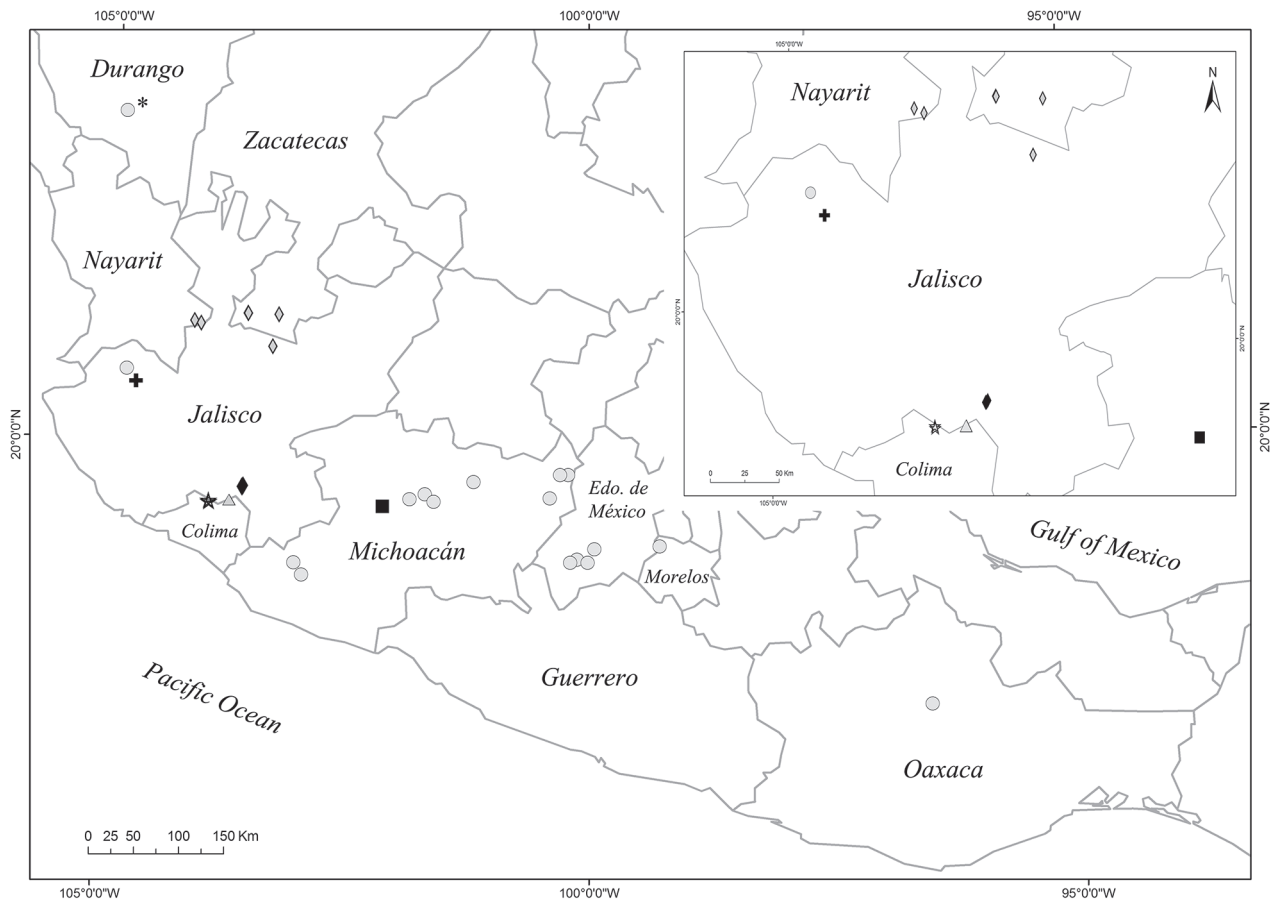 105°0'0"W 100°0'0"W 95°0'0"W
105°0'0"W
N
Durango
*
Nayarit
Zacatecas
Nayarit
Jalisco
20°0'0"N
20°0'0"N
Jalisco
20°0'0"N
20°0'0"N
Colima
0 25 50 Km
105°0'0"W
Edo. de
México
Colima
Michoacán
Morelos
Gulf of Mexico
Guerrero
Pacific Ocean
Oaxaca
0 25 50 100 150 Km
105°0'0"W 100°0'0"W 95°0'0"W